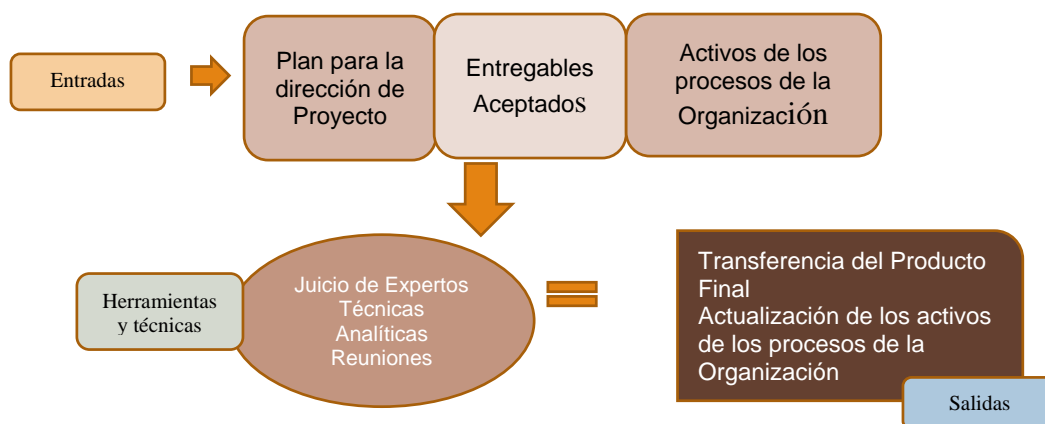 Entradas
Plan para la
dirección de
Proyecto
Entregables
Aceptados
Activos de los
procesos de la
Organización
Herramientas
y técnicas
Juicio de Expertos
Técnicas
Analíticas
Reuniones
Transferencia del Producto
Final
Actualización de los activos
de los procesos de la
Organización
Salidas